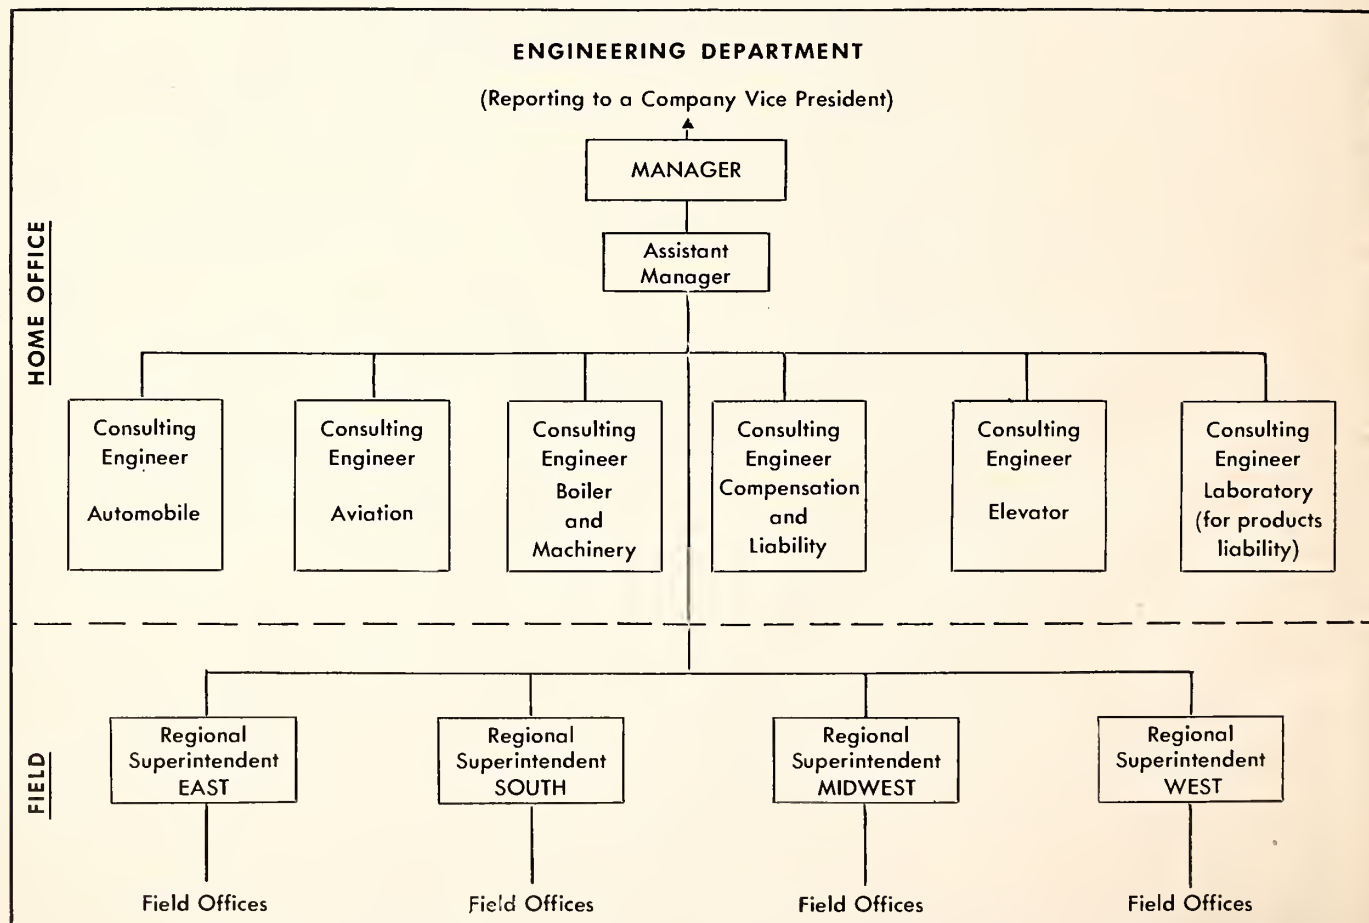 ENGINEERING DEPARTMENT
(Reporting to a Company Vice President)
MANAGER
Assistant
Manager
HOME OFFICE
Consulting
Engineer
Automobile
Consulting
Engineer
Aviation
Consulting
Engineer
Boiler
and
Machinery
Consulting
Engineer
Compensation
and
Liability
Consulting
Engineer
Elevator
Consulting
Engineer
Laboratory
(for products
liability)
FIELD
Regional
Superintendent
EAST
Regional
Superintendent
SOUTH
Regional
Superintendent
MIDWEST
Regional
Superintendent
WEST
Field Offices
Field Offices
Field Offices
Field Offices